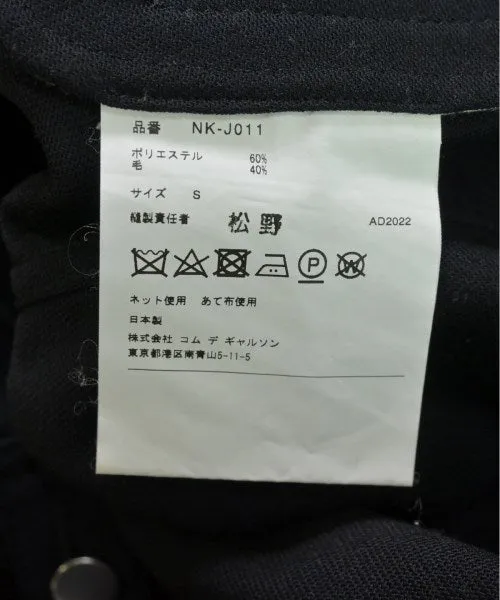 品番 NK-J011
ポリエステル 60%
毛 40%
サイズ S
縫製責任者 松野 AD2022
P W
ネット使用 あて布使用
日本製
株式会社 コム デ ギャルソン
東京都港区南青山5-11-5